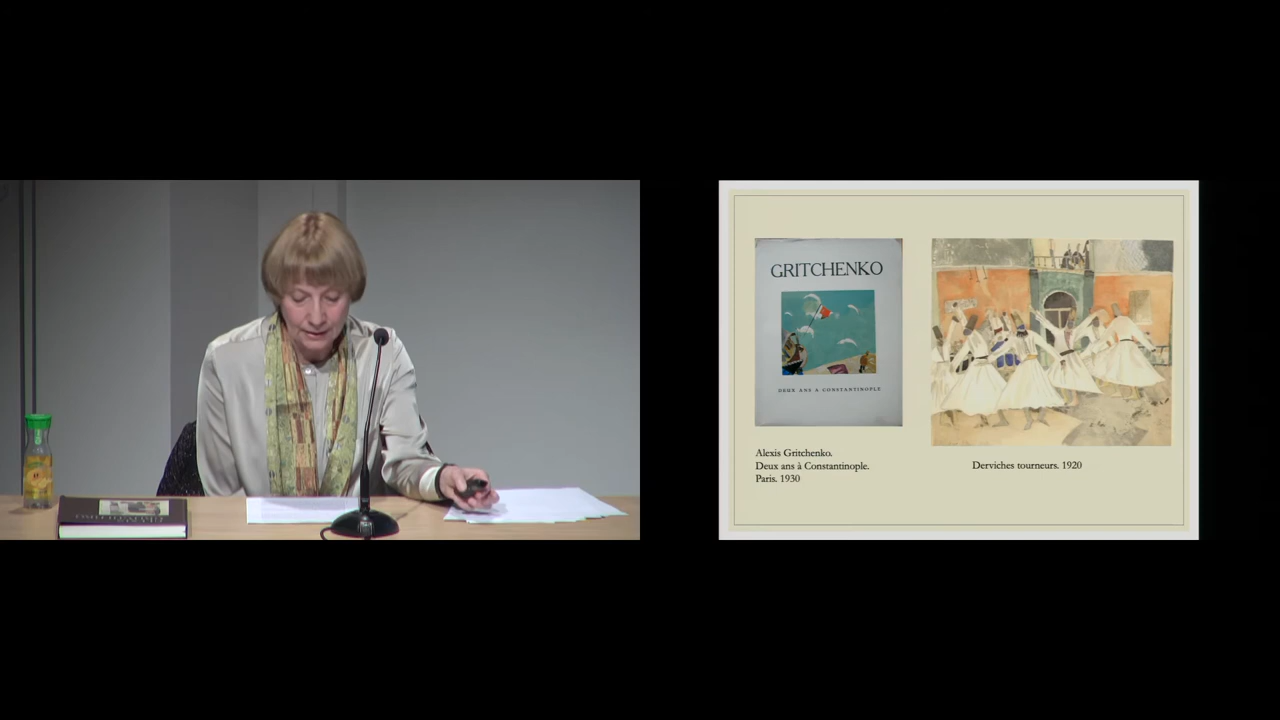 GRITCHENKO
DEUX ANS A CONSTANTINOPLE
Alexis Gritchenko.
Deux ans à Constantinople.
Paris. 1930
Derviches tourneurs. 1920